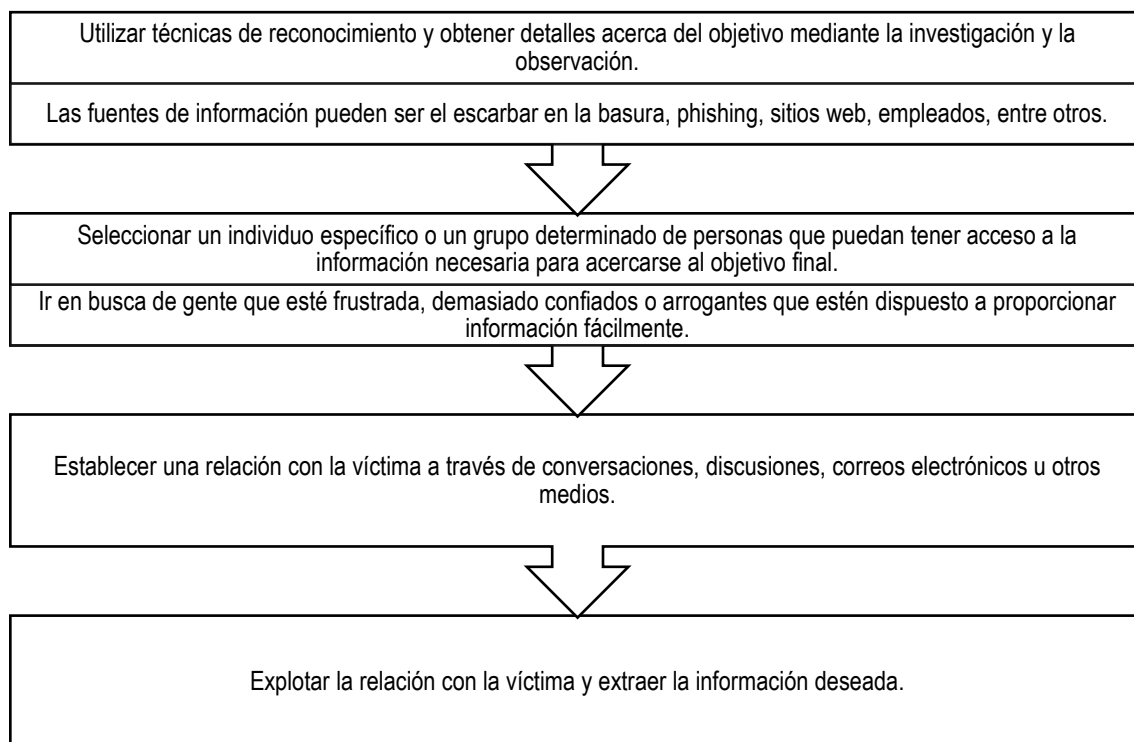 Utilizar técnicas de reconocimiento y obtener detalles acerca del objetivo mediante la investigación y la
observación.
Las fuentes de información pueden ser el escarbar en la basura, phishing, sitios web, empleados, entre otros.
Seleccionar un individuo específico o un grupo determinado de personas que puedan tener acceso a la
información necesaria para acercarse al objetivo final.
Ir en busca de gente que esté frustrada, demasiado confiados o arrogantes que estén dispuesto a proporcionar
información fácilmente.
Establecer una relación con la víctima a través de conversaciones, discusiones, correos electrónicos u otros
medios.
Explotar la relación con la víctima y extraer la información deseada.